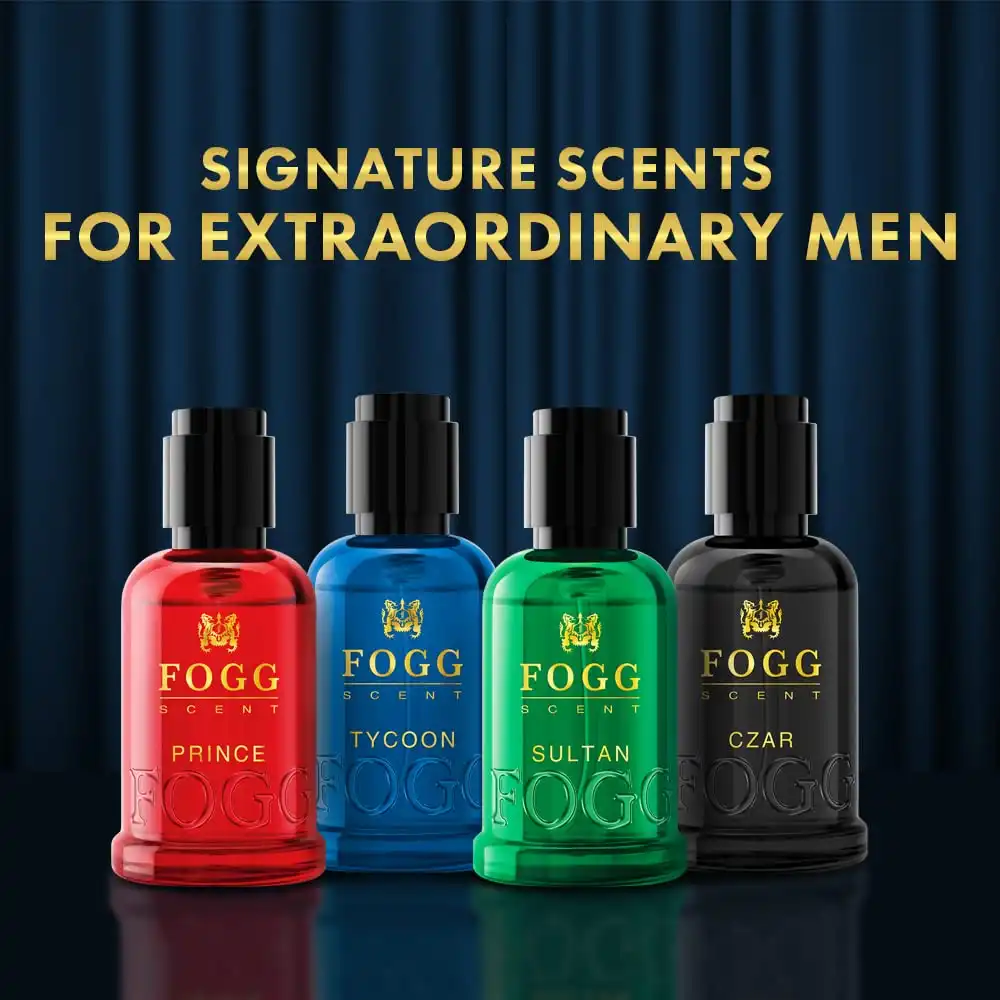 SIGNATURE SCENTS
FOR EXTRAORDINARY MEN
FOGG
SCENT
PRINCE
FOGG
FOGG
SCENT
TYCOON
FOGG
FOGG
SCENT
SULTAN
FOGG
FOGG
SCENT
CZAR
FOGG